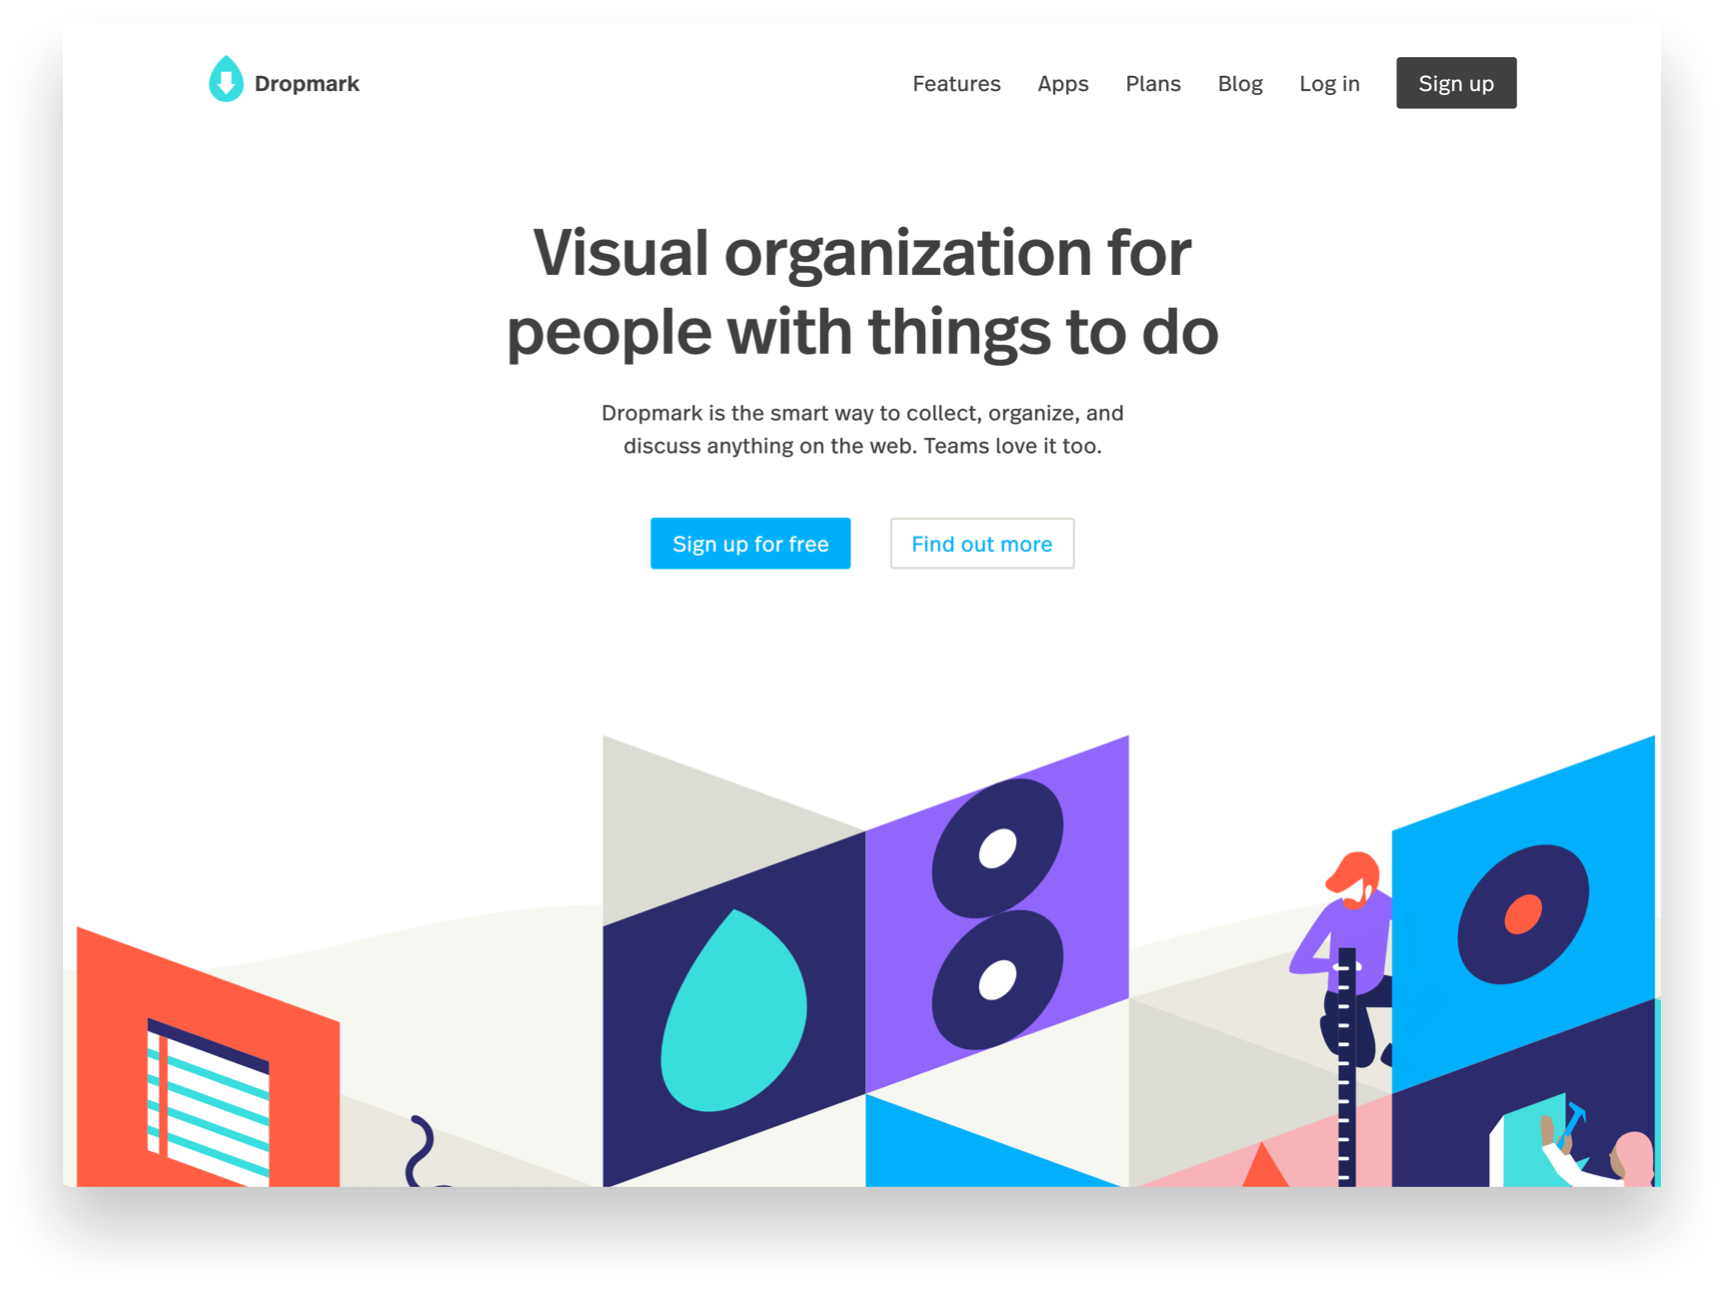 Dropmark
Features Apps Plans Blog Log in Sign up
Visual organization for
people with things to do
Dropmark is the smart way to collect, organize, and
discuss anything on the web. Teams love it too.
Sign up for free Find out more